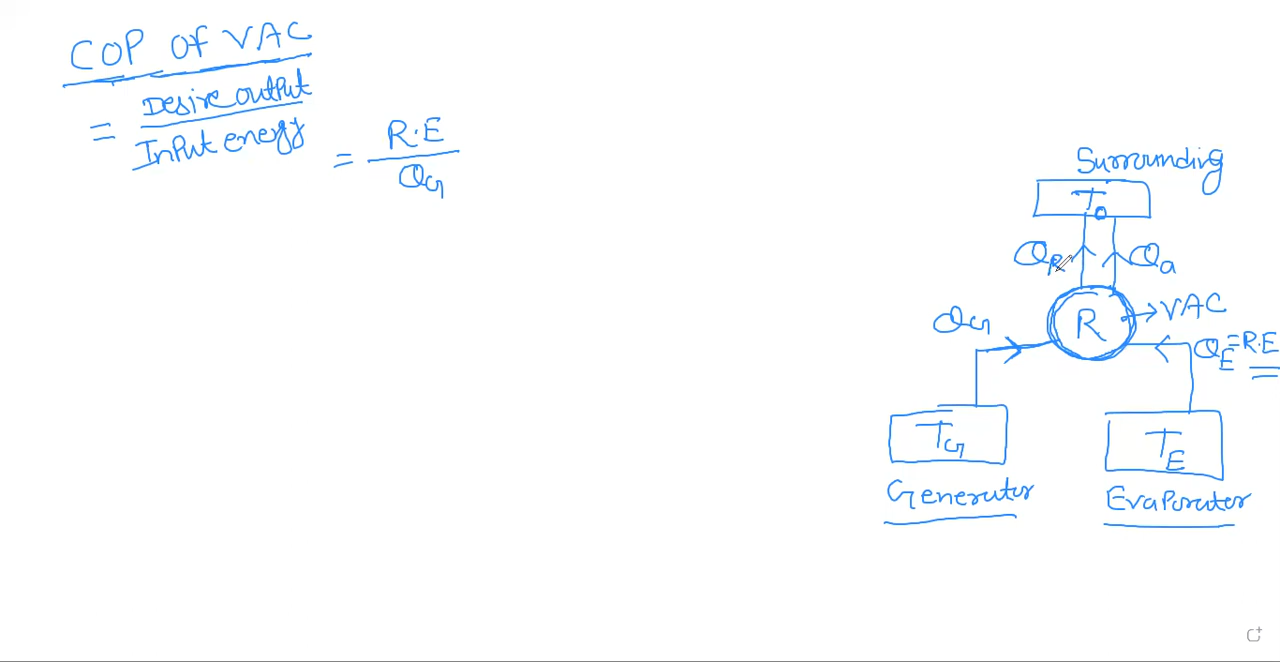 COP of VAC
= Desire output / Input energy = R.E / QG
Surrounding
To
QR Qa
QG R → VAC
QE = R.E
TG TE
Generator Evaporator